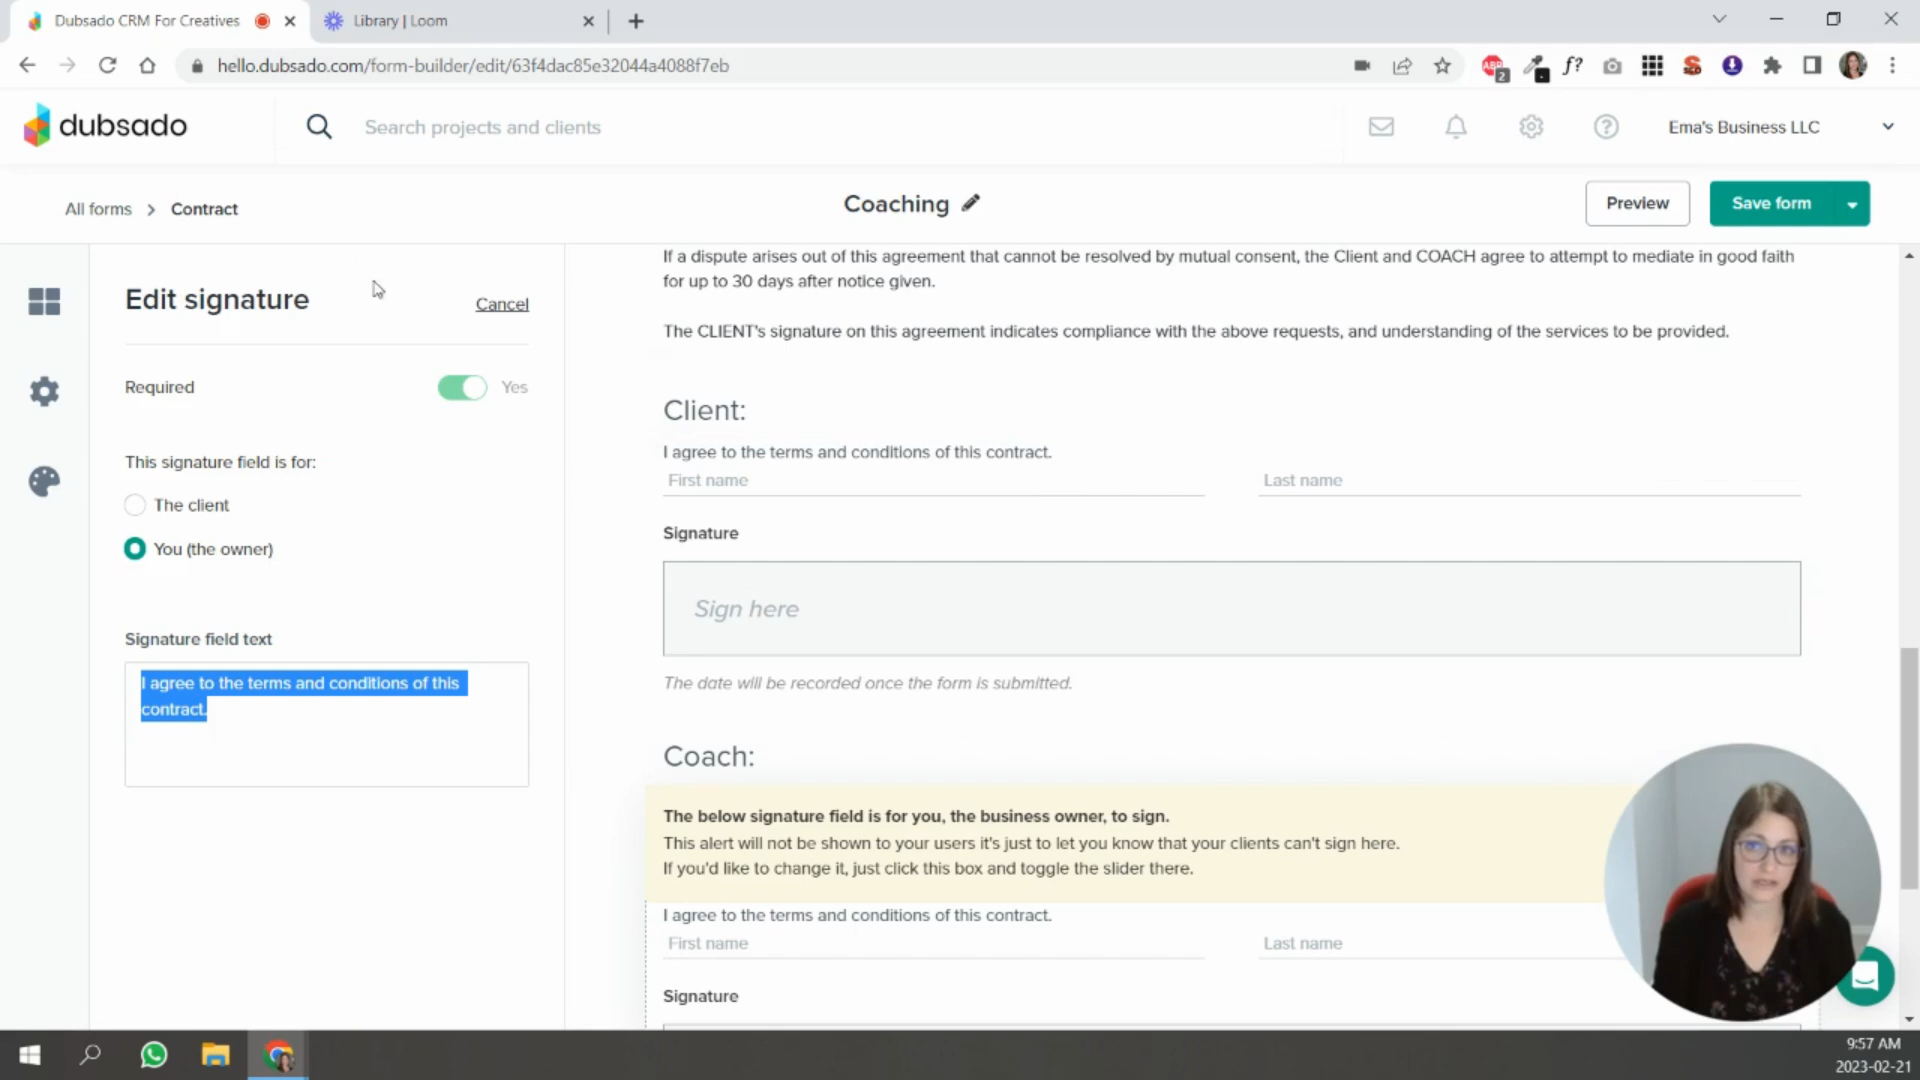 Dubsado CRM For Creatives
Library | Loom
hello.dubsado.com/form-builder/edit/63f4dac85e32044a4088f7eb
ABP
2
f?
dubsado
Search projects and clients
Ema's Business LLC
All forms > Contract
Coaching
Preview
Save form
Edit signature
Cancel
Required
Yes
This signature field is for:
The client
You (the owner)
Signature field text
I agree to the terms and conditions of this
contract.
If a dispute arises out of this agreement that cannot be resolved by mutual consent, the Client and COACH agree to attempt to mediate in good faith
for up to 30 days after notice given.
The CLIENT's signature on this agreement indicates compliance with the above requests, and understanding of the services to be provided.
Client:
I agree to the terms and conditions of this contract.
First name
Last name
Signature
Sign here
The date will be recorded once the form is submitted.
Coach:
The below signature field is for you, the business owner, to sign.
This alert will not be shown to your users it's just to let you know that your clients can't sign here.
If you'd like to change it, just click this box and toggle the slider there.
I agree to the terms and conditions of this contract.
First name
Last name
Signature
9:57 AM
2023-02-21